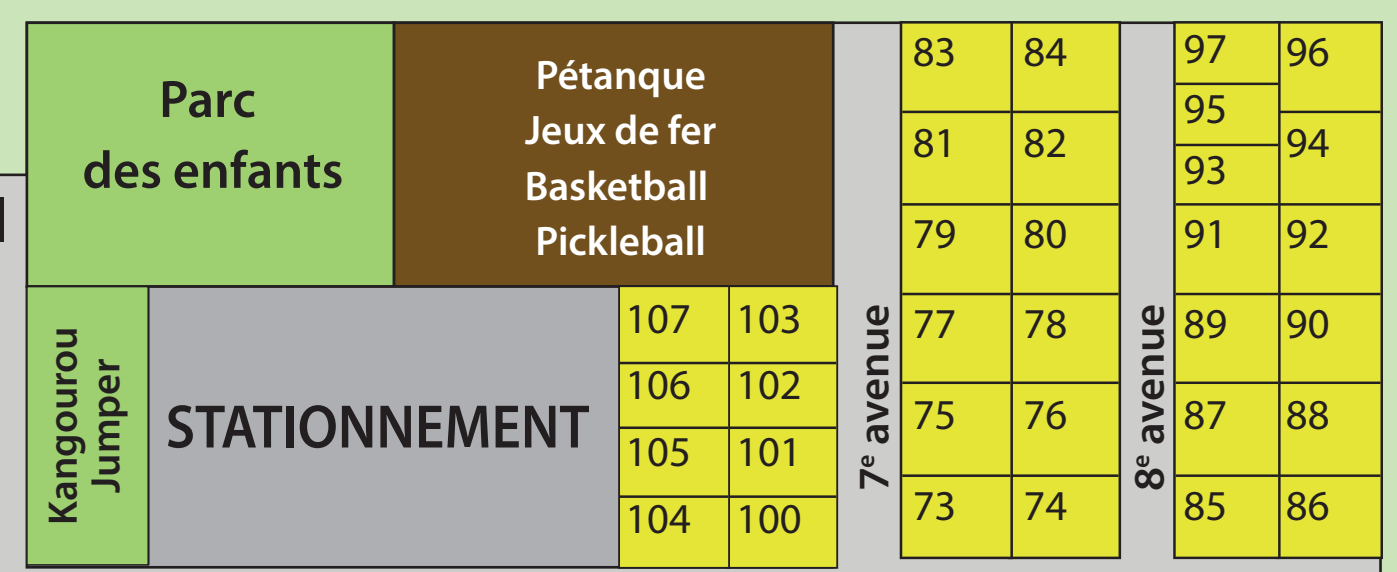 Parc
des enfants
Pétanque
Jeux de fer
Basketball
Pickleball
Kangourou
Jumper
STATIONNEMENT
107 103
106 102
105 101
104 100
7e avenue
83 84
81 82
79 80
77 78
75 76
73 74
8e avenue
97 96
95
94
93
91 92
89 90
87 88
85 86